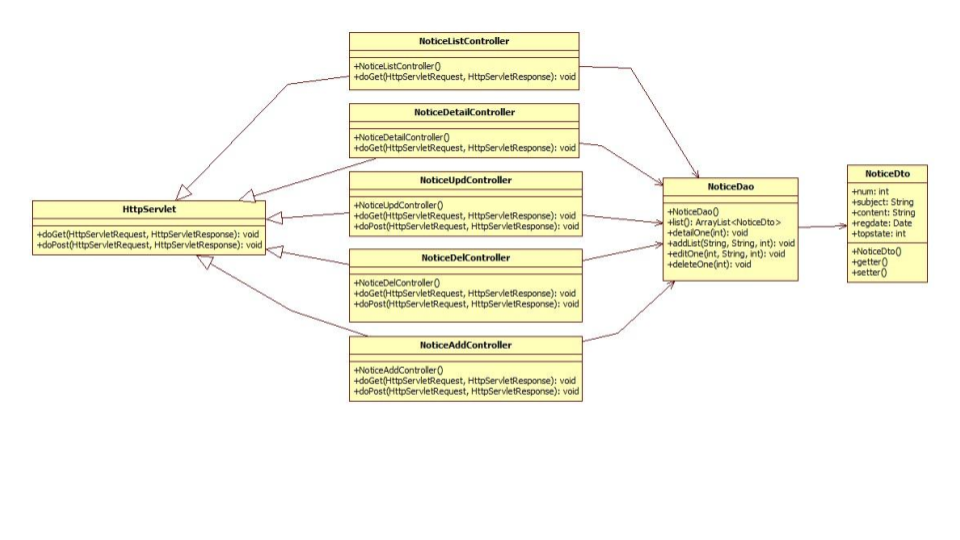 NoticeListController
+NoticeListController()
+doGet(HttpServletRequest, HttpServletResponse): void
NoticeDetailController
+NoticeDetailController()
+doGet(HttpServletRequest, HttpServletResponse): void
NoticeUpdController
+NoticeUpdController()
+doGet(HttpServletRequest, HttpServletResponse): void
+doPost(HttpServletRequest, HttpServletResponse): void
NoticeDelController
+NoticeDelController()
+doGet(HttpServletRequest, HttpServletResponse): void
+doPost(HttpServletRequest, HttpServletResponse): void
NoticeAddController
+NoticeAddController()
+doGet(HttpServletRequest, HttpServletResponse): void
+doPost(HttpServletRequest, HttpServletResponse): void
HttpServlet
+doGet(HttpServletRequest, HttpServletResponse): void
+doPost(HttpServletRequest, HttpServletResponse): void
NoticeDao
+NoticeDao()
+list(): ArrayList<NoticeDto>
+detailOne(int): void
+addList(String, String, int): void
+editOne(int, String, int): void
+deleteOne(int): void
NoticeDto
+num: int
+subject: String
+content: String
+regdate: Date
+topstate: int
+NoticeDto()
+getter()
+setter()